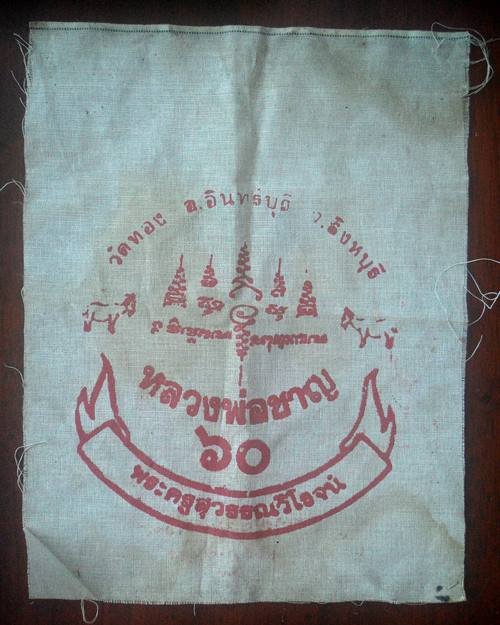 วัดทอง อ.อินทร์บุรี จ.สิงห์บุรี
หลวงพ่อชาญ
๖๐
พระครูสุวรรณวิโรจน์